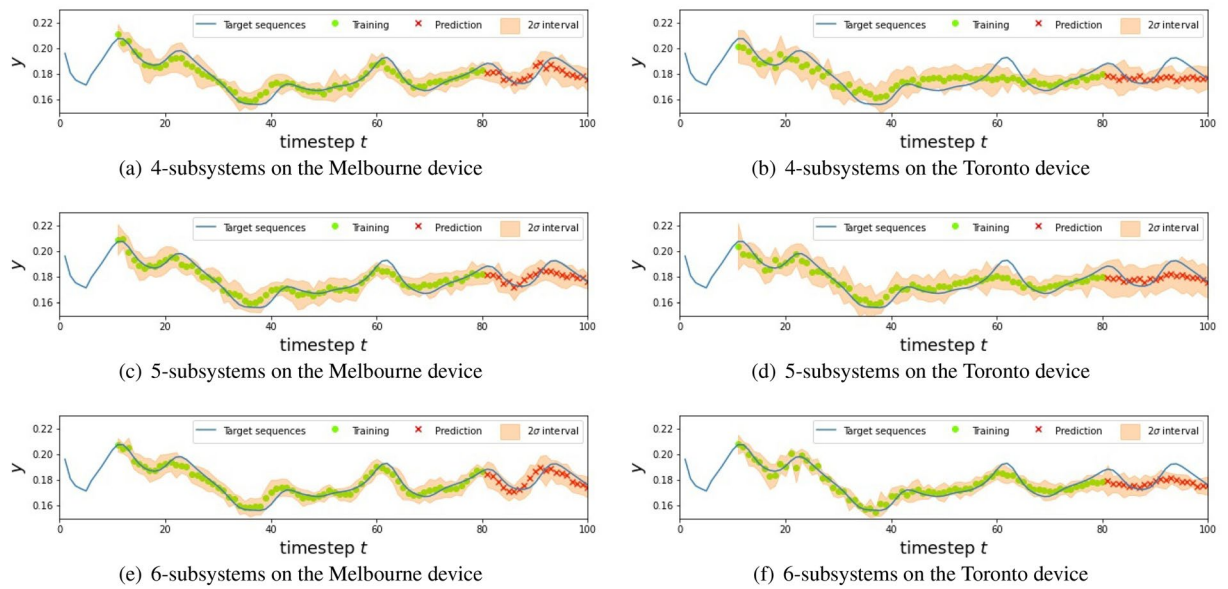 Target sequences Training Prediction 2σ interval
0.22
0.20
0.18
0.16
y
0 20 40 60 80 100
timestep t
(a) 4-subsystems on the Melbourne device
Target sequences Training Prediction 2σ interval
0.22
0.20
0.18
0.16
y
0 20 40 60 80 100
timestep t
(b) 4-subsystems on the Toronto device
Target sequences Training Prediction 2σ interval
0.22
0.20
0.18
0.16
y
0 20 40 60 80 100
timestep t
(c) 5-subsystems on the Melbourne device
Target sequences Training Prediction 2σ interval
0.22
0.20
0.18
0.16
y
0 20 40 60 80 100
timestep t
(d) 5-subsystems on the Toronto device
Target sequences Training Prediction 2σ interval
0.22
0.20
0.18
0.16
y
0 20 40 60 80 100
timestep t
(e) 6-subsystems on the Melbourne device
Target sequences Training Prediction 2σ interval
0.22
0.20
0.18
0.16
y
0 20 40 60 80 100
timestep t
(f) 6-subsystems on the Toronto device